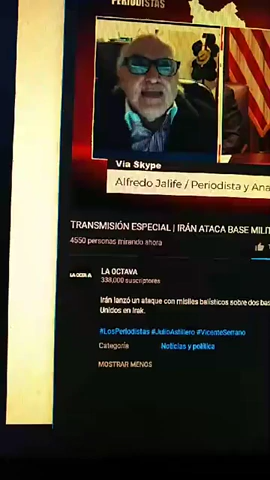 PERIODISTAS
Vía Skype
Alfredo Jalife / Periodista y Ana
TRANSMISIÓN ESPECIAL | IRÁN ATACA BASE MILIT
4550 personas mirando ahora
LA OCTAVA
LA OCTAVA
338,000 suscriptores
Irán lanzó un ataque con misiles balísticos sobre dos bas
Unidos en Irak.
#LosPeriodistas #JulioAstillero #VicenteSerrano
Categoría Noticias y política
MOSTRAR MENOS